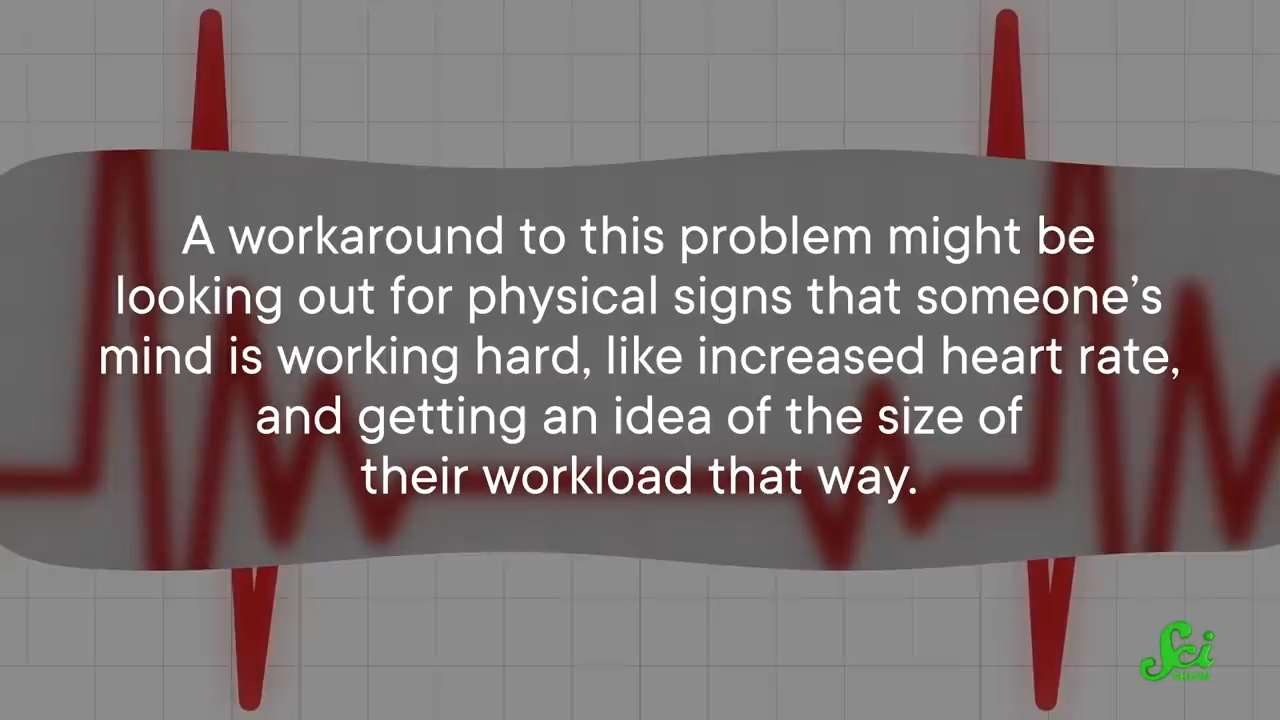 A workaround to this problem might be
looking out for physical signs that someone’s
mind is working hard, like increased heart rate,
and getting an idea of the size of
their workload that way.
Sci